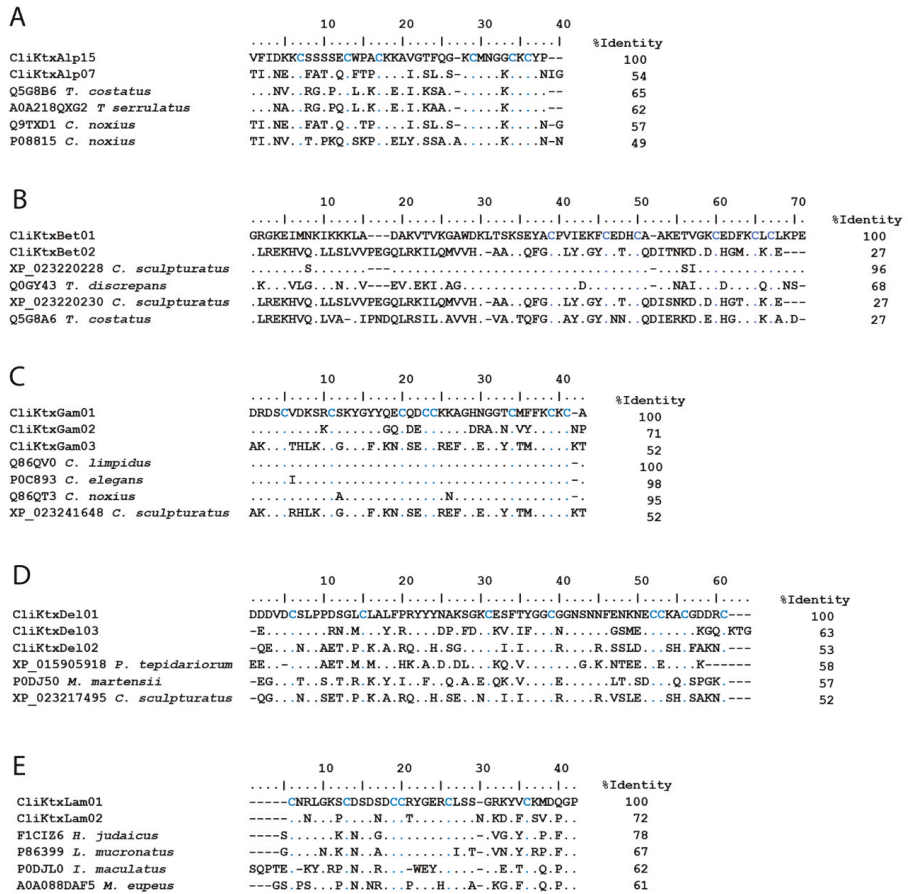 A
10 20 30 40
....|....|....|....|....|....|....|....|
%Identity
CliKtxAlp15 VFIDKKCSSSSECWPACKKAVGTFQG-KCMNGGCKCYP-- 100
CliKtxAlp07 TI.NE..FATQ.FTP....I.SL.S-......K....NIG 54
Q5G8B6 T. costatus ...NV..RG.P..L.K..E.IKAA....-.....K....-- 65
A0A218QXG2 T serrulatus ...NA..RG.P..L.K..E.IKSA....-.....K....-- 62
Q9TXD1 C. noxius TI.NE..FAT.Q.TP....I.SL.S-......K....N-G 57
P08815 C. noxius TI.NV..T.PKQ.SKP..ELY.SSA.A......K....N-N 49
B
10 20 30 40 50 60 70
%Identity
CliKtxBet01 GRGKEIMNKIKKKLA---DAKVTVKGAWDKLTSKSEYACPVIEKFCEDHCA-AKETVGKCEDFKCLCLKPE 100
CliKtxBet02 .LREKHVQ.LLSLVVPEGQLRKILQMVVH.AA..QFG..LY.GY..T..QDITNKD.D.HGM..K.E--- 27
XP_023220228 C. sculpturatus .......S.......---................................-...SI............... 96
Q0GY43 T. discrepans ..K...VLG...N..V---EV.EKI.AG...............D..........-.NAI...D.....Q...NS- 68
XP_023220230 C. sculpturatus .LREKHVQ.LLSLVVPEGQLRKILQMVVH.AA..QFG..LY.GY..T..QDISNKD.D.HGT..K.E--- 27
Q5G8A6 T. costatus .LREKHVQ.LVA.IPNDQLRSILAVVH.VA.TQFG..AY.GY.NN..QDIERKD.E.HG...K.A.D- 27
C
10 20 30 40
%Identity
CliKtxGam01 DRDSCVDKSRCSKYGYYQECQDCCKKAGHNGGTCMFFKCKCA-A 100
CliKtxGam02 .........K.......GQ.DE......DRA.N.VY.....NP 71
CliKtxGam03 AK...THLK...G...F.KN.SE..REF..E.Y.TM.....KT 52
Q86QV0 C. limpidus ..........................................-. 100
P0C893 C. elegans .....I....................................-. 98
Q86QT3 C. noxius ...........G.............N................-. 95
XP_023241648 C. sculpturatus AK...RHLK...G...F.KN.SE..REF..E.Y.TM.....KT 52
D
10 20 30 40 50 60
%Identity
CliKtxDel01 DDDVDCSLPPDSGLCLALFPRYYYNAKSGKCESFTYGGCGGNSNNFENKNECCKACGDDRC--- 100
CliKtxDel03 -E........RN.M...Y.R....DP.FD..KV.IF...N......GSME......KGQ.KTG 63
CliKtxDel02 -QE...N..AET.P.K.A.RQ..H.SG.....I.I....R...R.SSLD...SH.FAKN.--- 53
XP_015905918 P. tepidariorum EE..-...AET.M.M...HK.A.D.DL...KQ.V......G.KNTEE..E....K------ 58
P0DJ50 M. martensii -EG...T..S.T.R.K.Y.I..F..Q.A.E.QK.V....E......LT.SD...Q.SPGK.--- 57
XP_023217495 C. sculpturatus -QG...N..SET.P.K.A.RQ..H.SE..N..I.I....R..R.VSLE...SH.SAKN.--- 52
E
10 20 30 40
%Identity
CliKtxLam01 -----CNRLGKSCDSDSDCCRYGERCLSS-GRKYVCKMDQGP 100
CliKtxLam02 -----..N...P....N..T........N.KD.F.SV.P.. 72
F1CIZ6 H. judaicus ----S.....K.N..G............-VG.Y..P.F.. 78
P86399 L. mucronatus ----G....N.K..N..A.........I.T-VN.YRP.F. 67
P0DJL0 I. maculatus SQPTE-KY.RP.N..I...-WEY......-..E.T..Q.P 62
A0A088DAF5 M. eupeus ---GS.PS..P..NNR..P...H...A-.KG.F..Q.P.. 61